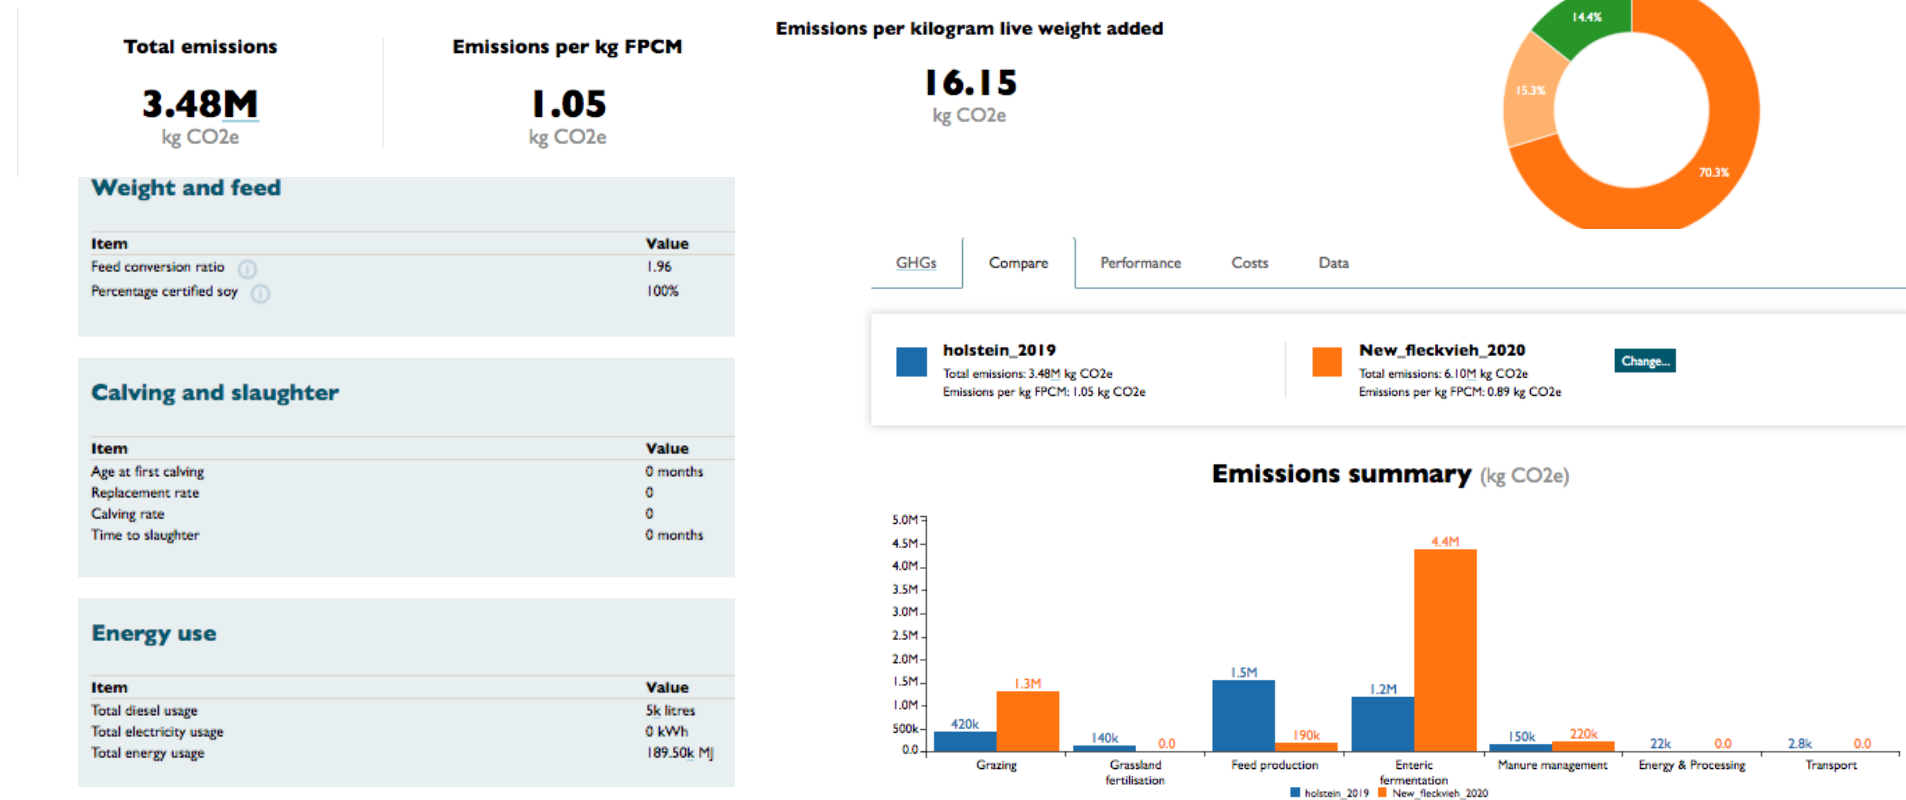 Total emissions
3.48M
kg CO2e
Emissions per kg FPCM
1.05
kg CO2e
Emissions per kilogram live weight added
16.15
kg CO2e
14.4%
15.3%
70.3%
Weight and feed
Item Value
Feed conversion ratio i 1.96
Percentage certified soy i 100%
Calving and slaughter
Item Value
Age at first calving 0 months
Replacement rate 0
Calving rate 0
Time to slaughter 0 months
Energy use
Item Value
Total diesel usage 5k litres
Total electricity usage 0 kWh
Total energy usage 189.50k MJ
GHGs Compare Performance Costs Data
holstein_2019
Total emissions: 3.48M kg CO2e
Emissions per kg FPCM: 1.05 kg CO2e
New_fleckvieh_2020
Total emissions: 6.10M kg CO2e
Emissions per kg FPCM: 0.89 kg CO2e
Change...
Emissions summary (kg CO2e)
5.0M
4.5M
4.0M
3.5M
3.0M
2.5M
2.0M
1.5M
1.0M
500k
0.0
420k 1.3M
140k 0.0
1.5M 190k
1.2M 4.4M
150k 220k
22k 0.0
2.8k 0.0
Grazing
Grassland
fertilisation
Feed production
Enteric
fermentation
Manure management
Energy & Processing
Transport
holstein_2019 New_fleckvieh_2020